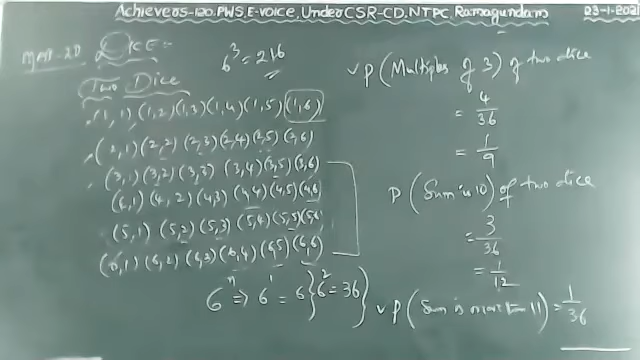 Achieveos-120.PWS, E-voice, Under CSR-CD, NTPC, Ramagundam 23-1-202
DICE:-
6³ = 216
Two Dice
(1,1) (1,2) (1,3) (1,4) (1,5) (1,6)
(2,1) (2,2) (2,3) (2,4) (2,5) (2,6)
(3,1) (3,2) (3,3) (3,4) (3,5) (3,6)
(4,1) (4,2) (4,3) (4,4) (4,5) (4,6)
(5,1) (5,2) (5,3) (5,4) (5,5) (5,6)
(6,1) (6,2) (6,3) (6,4) (6,5) (6,6)
6ⁿ => 6¹ = 6 } 6² = 36 }
✓ P (Multiples of 3) of two dice
= 4/36
= 1/9
P (Sum is 10) of two dice
= 3/36
= 1/12
✓ P (Sum is more than 11) = 1/36